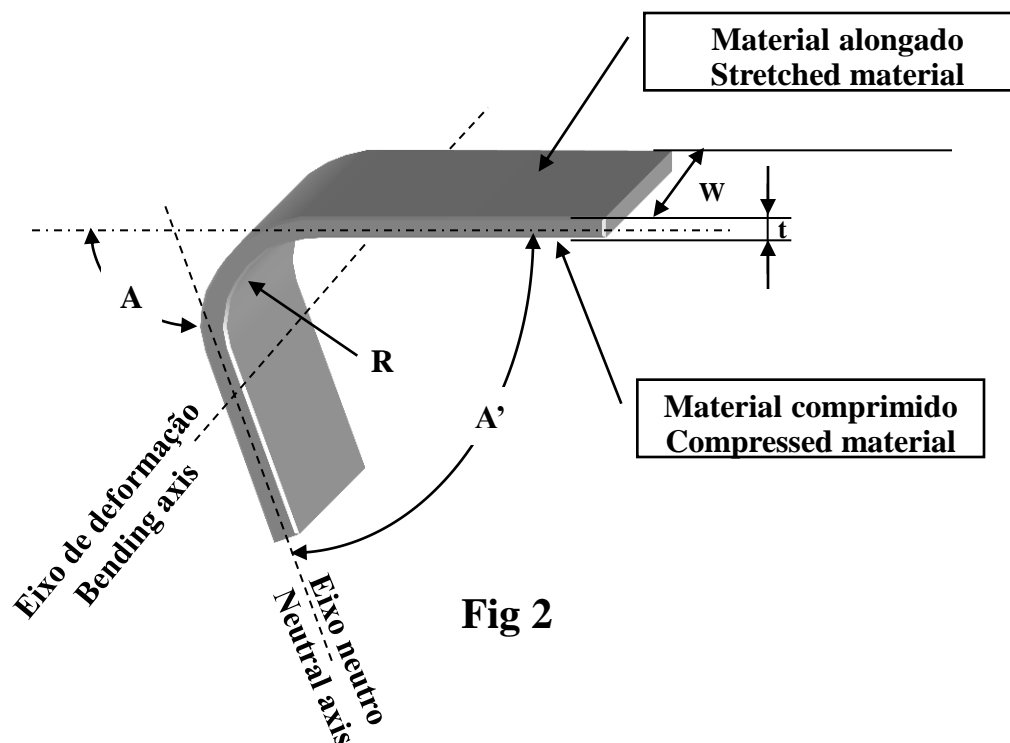 Material alongado
Stretched material
W
t
A
R
A’
Material comprimido
Compressed material
Eixo de deformação
Bending axis
Eixo neutro
Neutral axis
Fig 2